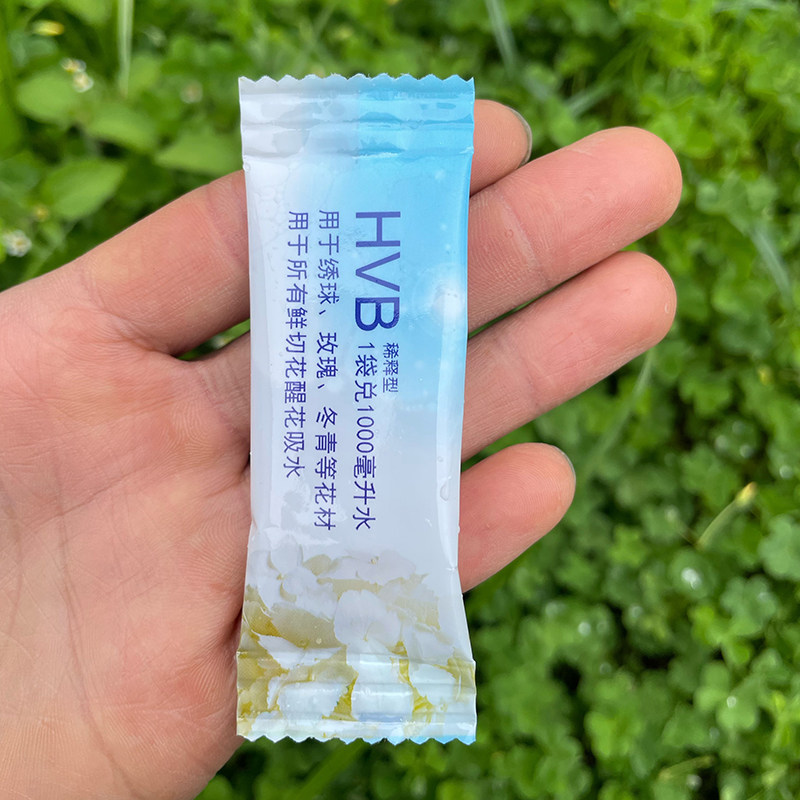 HVB
稀释型
1袋兑1000毫升水
用于绣球、玫瑰、冬青等花材
用于所有鲜切花醒花吸水